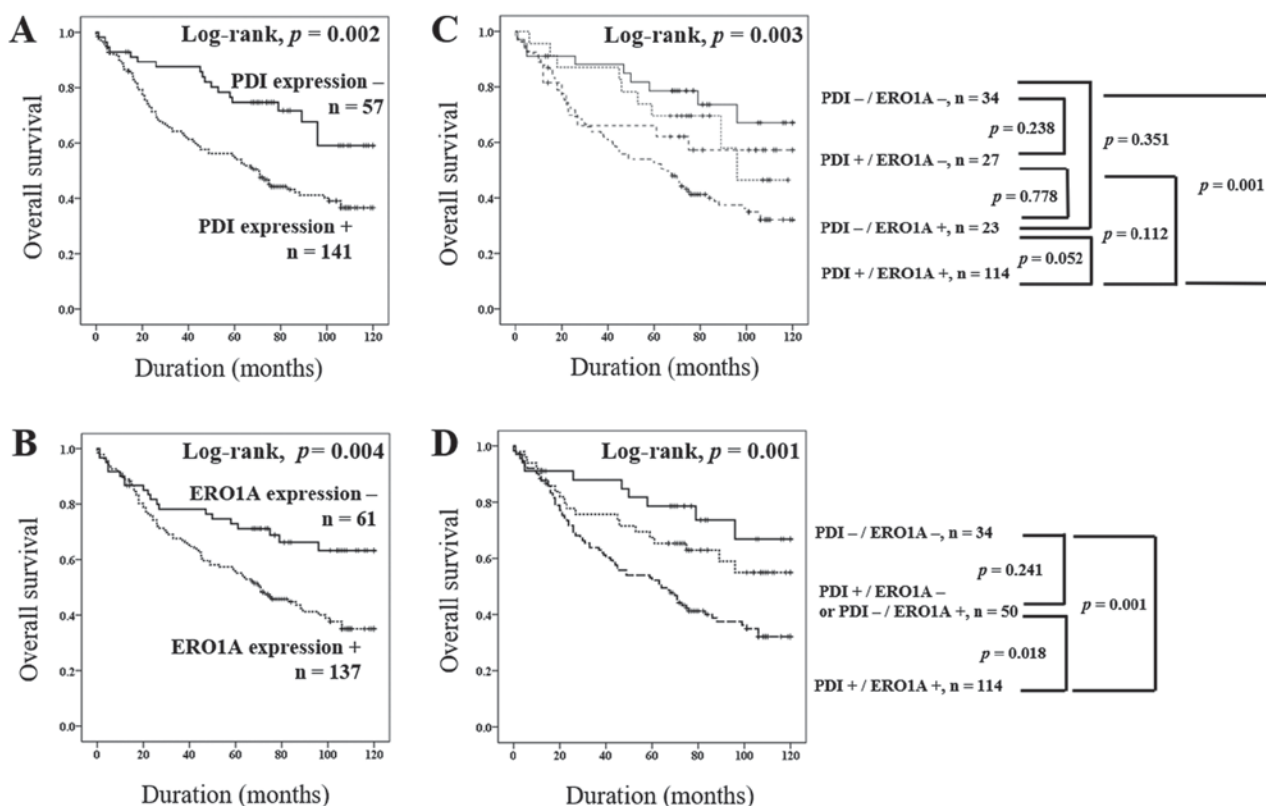 A
Log-rank, p = 0.002
PDI expression –
n = 57
PDI expression +
n = 141
Overall survival
1.0
0.8
0.6
0.4
0.2
0.0
0 20 40 60 80 100 120
Duration (months)
C
Log-rank, p = 0.003
Overall survival
1.0
0.8
0.6
0.4
0.2
0.0
0 20 40 60 80 100 120
Duration (months)
PDI – / ERO1A –, n = 34
p = 0.238
PDI + / ERO1A –, n = 27
p = 0.778
PDI – / ERO1A +, n = 23
p = 0.052
PDI + / ERO1A +, n = 114
p = 0.351
p = 0.112
p = 0.001
B
Log-rank, p= 0.004
ERO1A expression –
n = 61
ERO1A expression +
n = 137
Overall survival
1.0
0.8
0.6
0.4
0.2
0.0
0 20 40 60 80 100 120
Duration (months)
D
Log-rank, p = 0.001
Overall survival
1.0
0.8
0.6
0.4
0.2
0.0
0 20 40 60 80 100 120
Duration (months)
PDI – / ERO1A –, n = 34
p = 0.241
PDI + / ERO1A –
or PDI – / ERO1A +, n = 50
p = 0.018
PDI + / ERO1A +, n = 114
p = 0.001